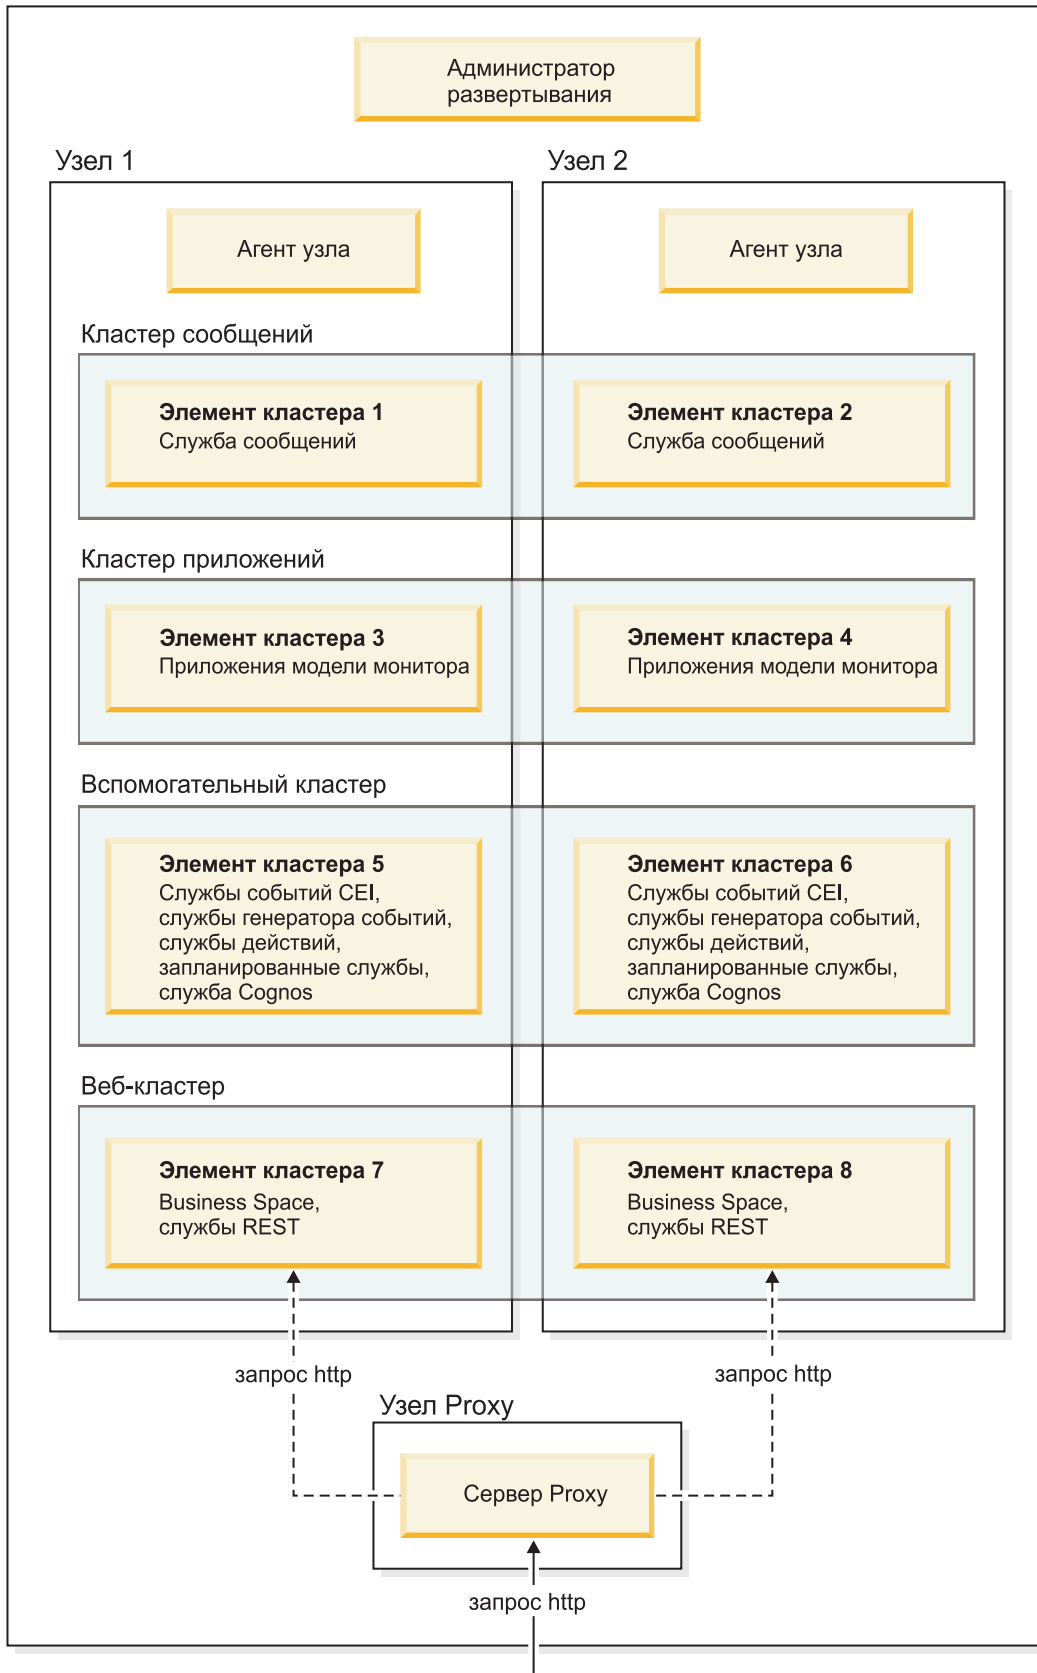 Администратор
развертывания
Узел 1
Узел 2
Агент узла
Агент узла
Кластер сообщений
Элемент кластера 1
Служба сообщений
Элемент кластера 2
Служба сообщений
Кластер приложений
Элемент кластера 3
Приложения модели монитора
Элемент кластера 4
Приложения модели монитора
Вспомогательный кластер
Элемент кластера 5
Службы событий CEI,
службы генератора событий,
службы действий,
запланированные службы,
служба Cognos
Элемент кластера 6
Службы событий CEI,
службы генератора событий,
службы действий,
запланированные службы,
служба Cognos
Веб-кластер
Элемент кластера 7
Business Space,
службы REST
Элемент кластера 8
Business Space,
службы REST
запрос http
запрос http
Узел Proxy
Сервер Proxy
запрос http